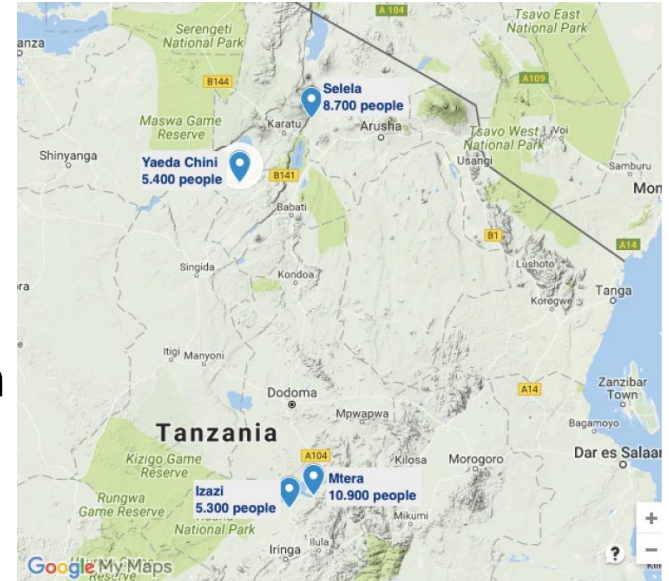 A 104
Tsavo East
National Park
Serengeti
National Park
anza
B144
A109
Selela
8.700 people
Maswa Game
Reserve
Karatu
Arusha
Tsavo West
National Park
Voi
Shinyanga
Yaeda Chini
5.400 people
B141
Usangi
Samburu
Mon
Babati
B1
A14
Singida
Kondoa
Lushoto
Tanga
Korogwe
ra
Itigi
Manyoni
Dodoma
A14
Zanzibar
Town
Mpwapwa
Bagamoyo
Tanzania
Kizigo Game
Reserve
A104
Kilosa
Morogoro
Dar es Salaar
Izazi
5.300 people
Mtera
10.900 people
Rungwa
Game Reserve
National Park
Mikumi
Iringa
Ilula
+
?
−
Google My Maps
Reserve
n